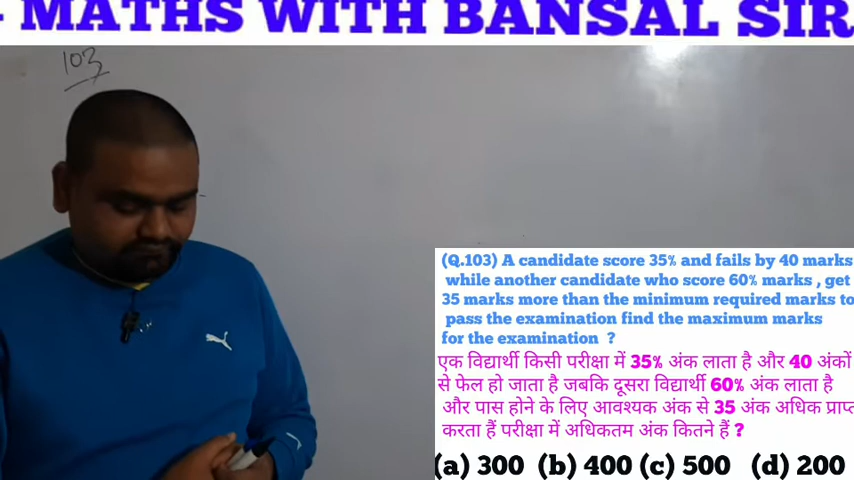 - MATHS WITH BANSAL SIR
103
(Q.103) A candidate score 35% and fails by 40 marks
while another candidate who score 60% marks , get
35 marks more than the minimum required marks to
pass the examination find the maximum marks
for the examination ?
एक विद्यार्थी किसी परीक्षा में 35% अंक लाता है और 40 अंकों
से फेल हो जाता है जबकि दूसरा विद्यार्थी 60% अंक लाता है
और पास होने के लिए आवश्यक अंक से 35 अंक अधिक प्राप्त
करता हैं परीक्षा में अधिकतम अंक कितने हैं ?
(a) 300 (b) 400 (c) 500 (d) 200